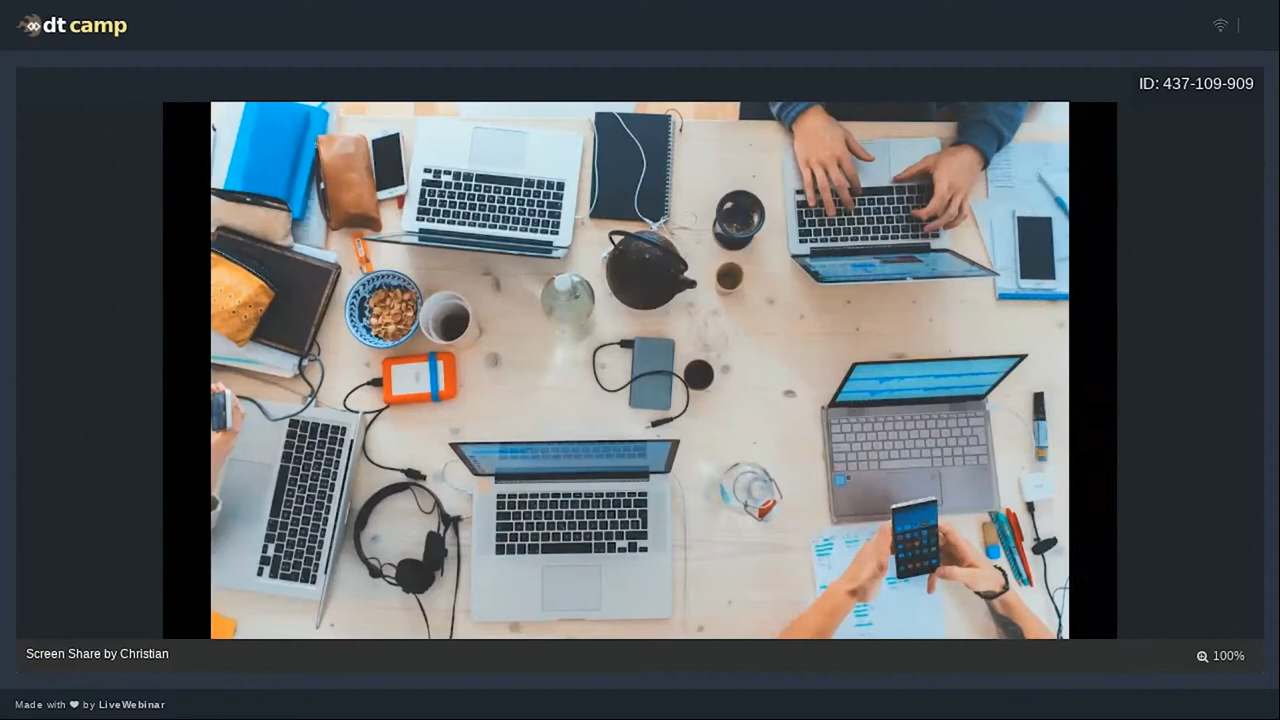 dt camp
ID: 437-109-909
Screen Share by Christian
100%
Made with ❤ by LiveWebinar